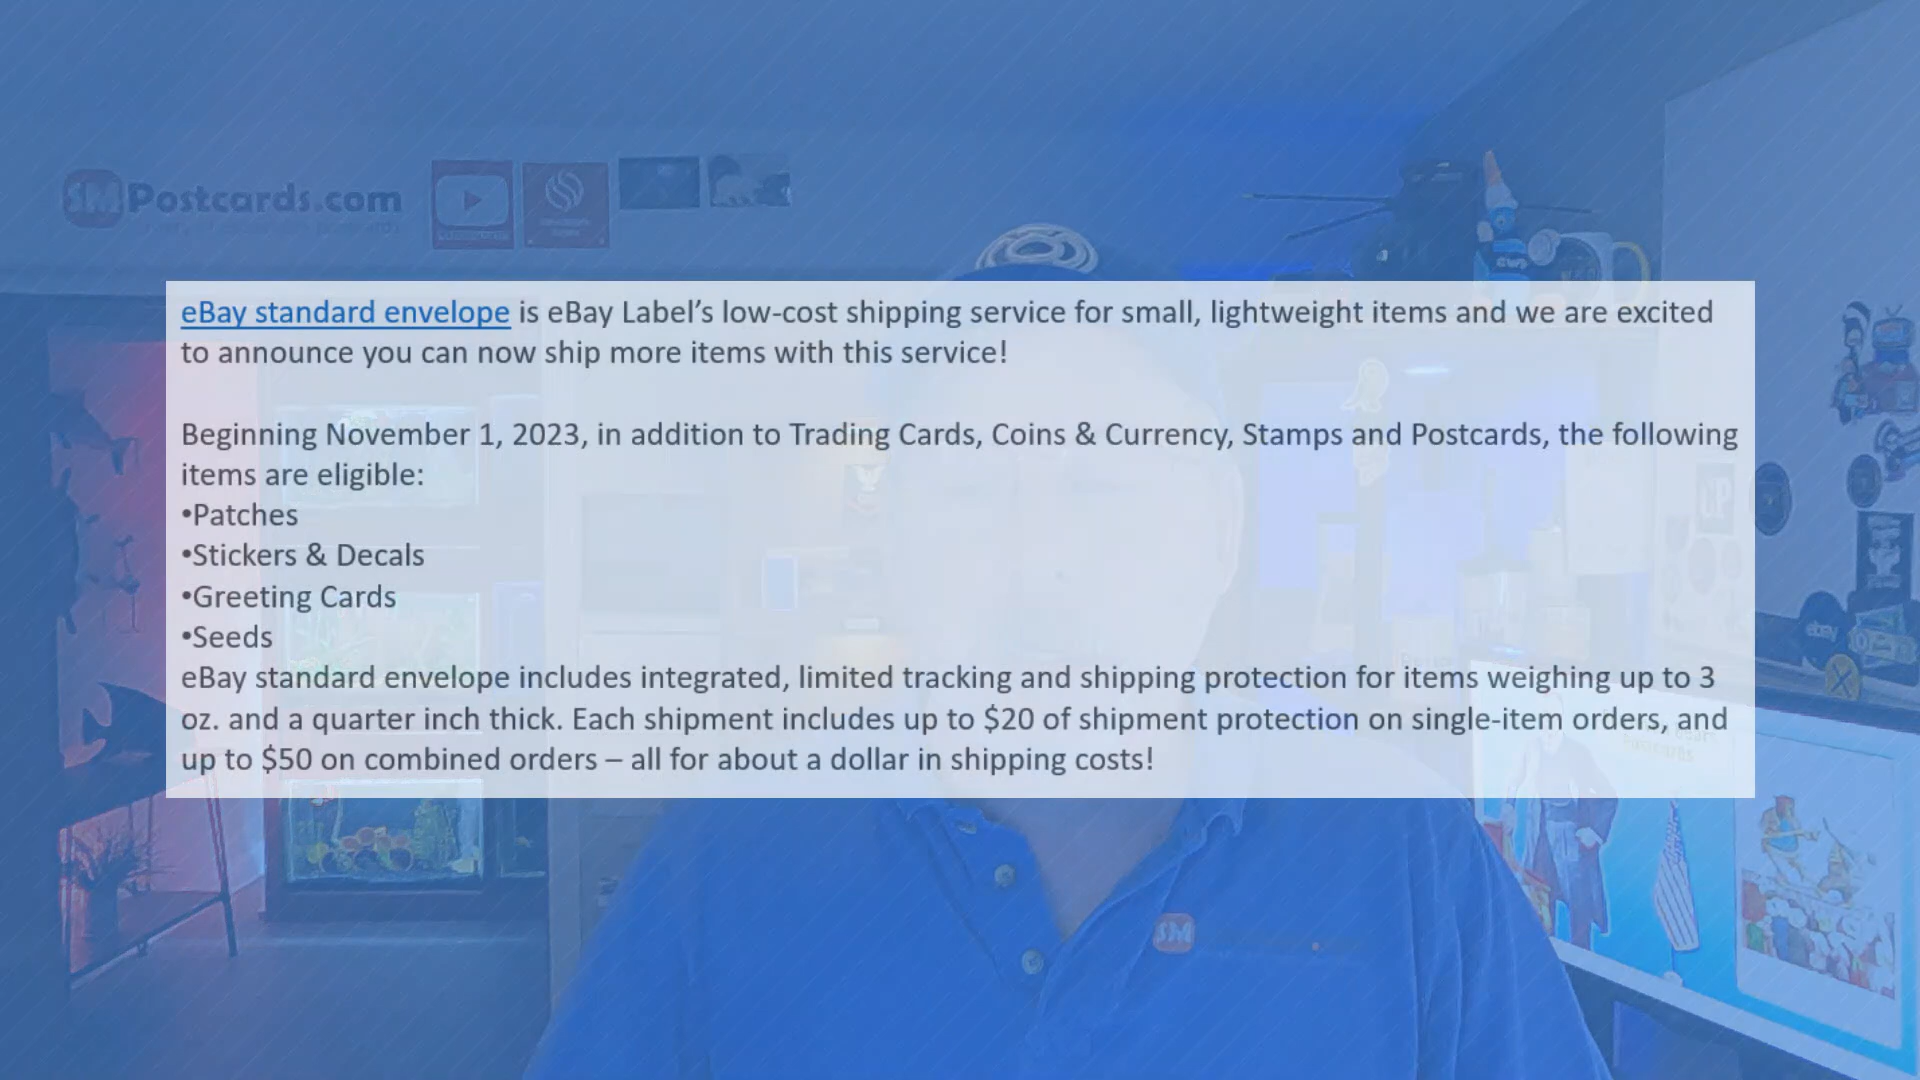 SM Postcards.com
eBay standard envelope is eBay Label’s low-cost shipping service for small, lightweight items and we are excited
to announce you can now ship more items with this service!
Beginning November 1, 2023, in addition to Trading Cards, Coins & Currency, Stamps and Postcards, the following
items are eligible:
•Patches
•Stickers & Decals
•Greeting Cards
•Seeds
eBay standard envelope includes integrated, limited tracking and shipping protection for items weighing up to 3
oz. and a quarter inch thick. Each shipment includes up to $20 of shipment protection on single-item orders, and
up to $50 on combined orders – all for about a dollar in shipping costs!
ebay
SM